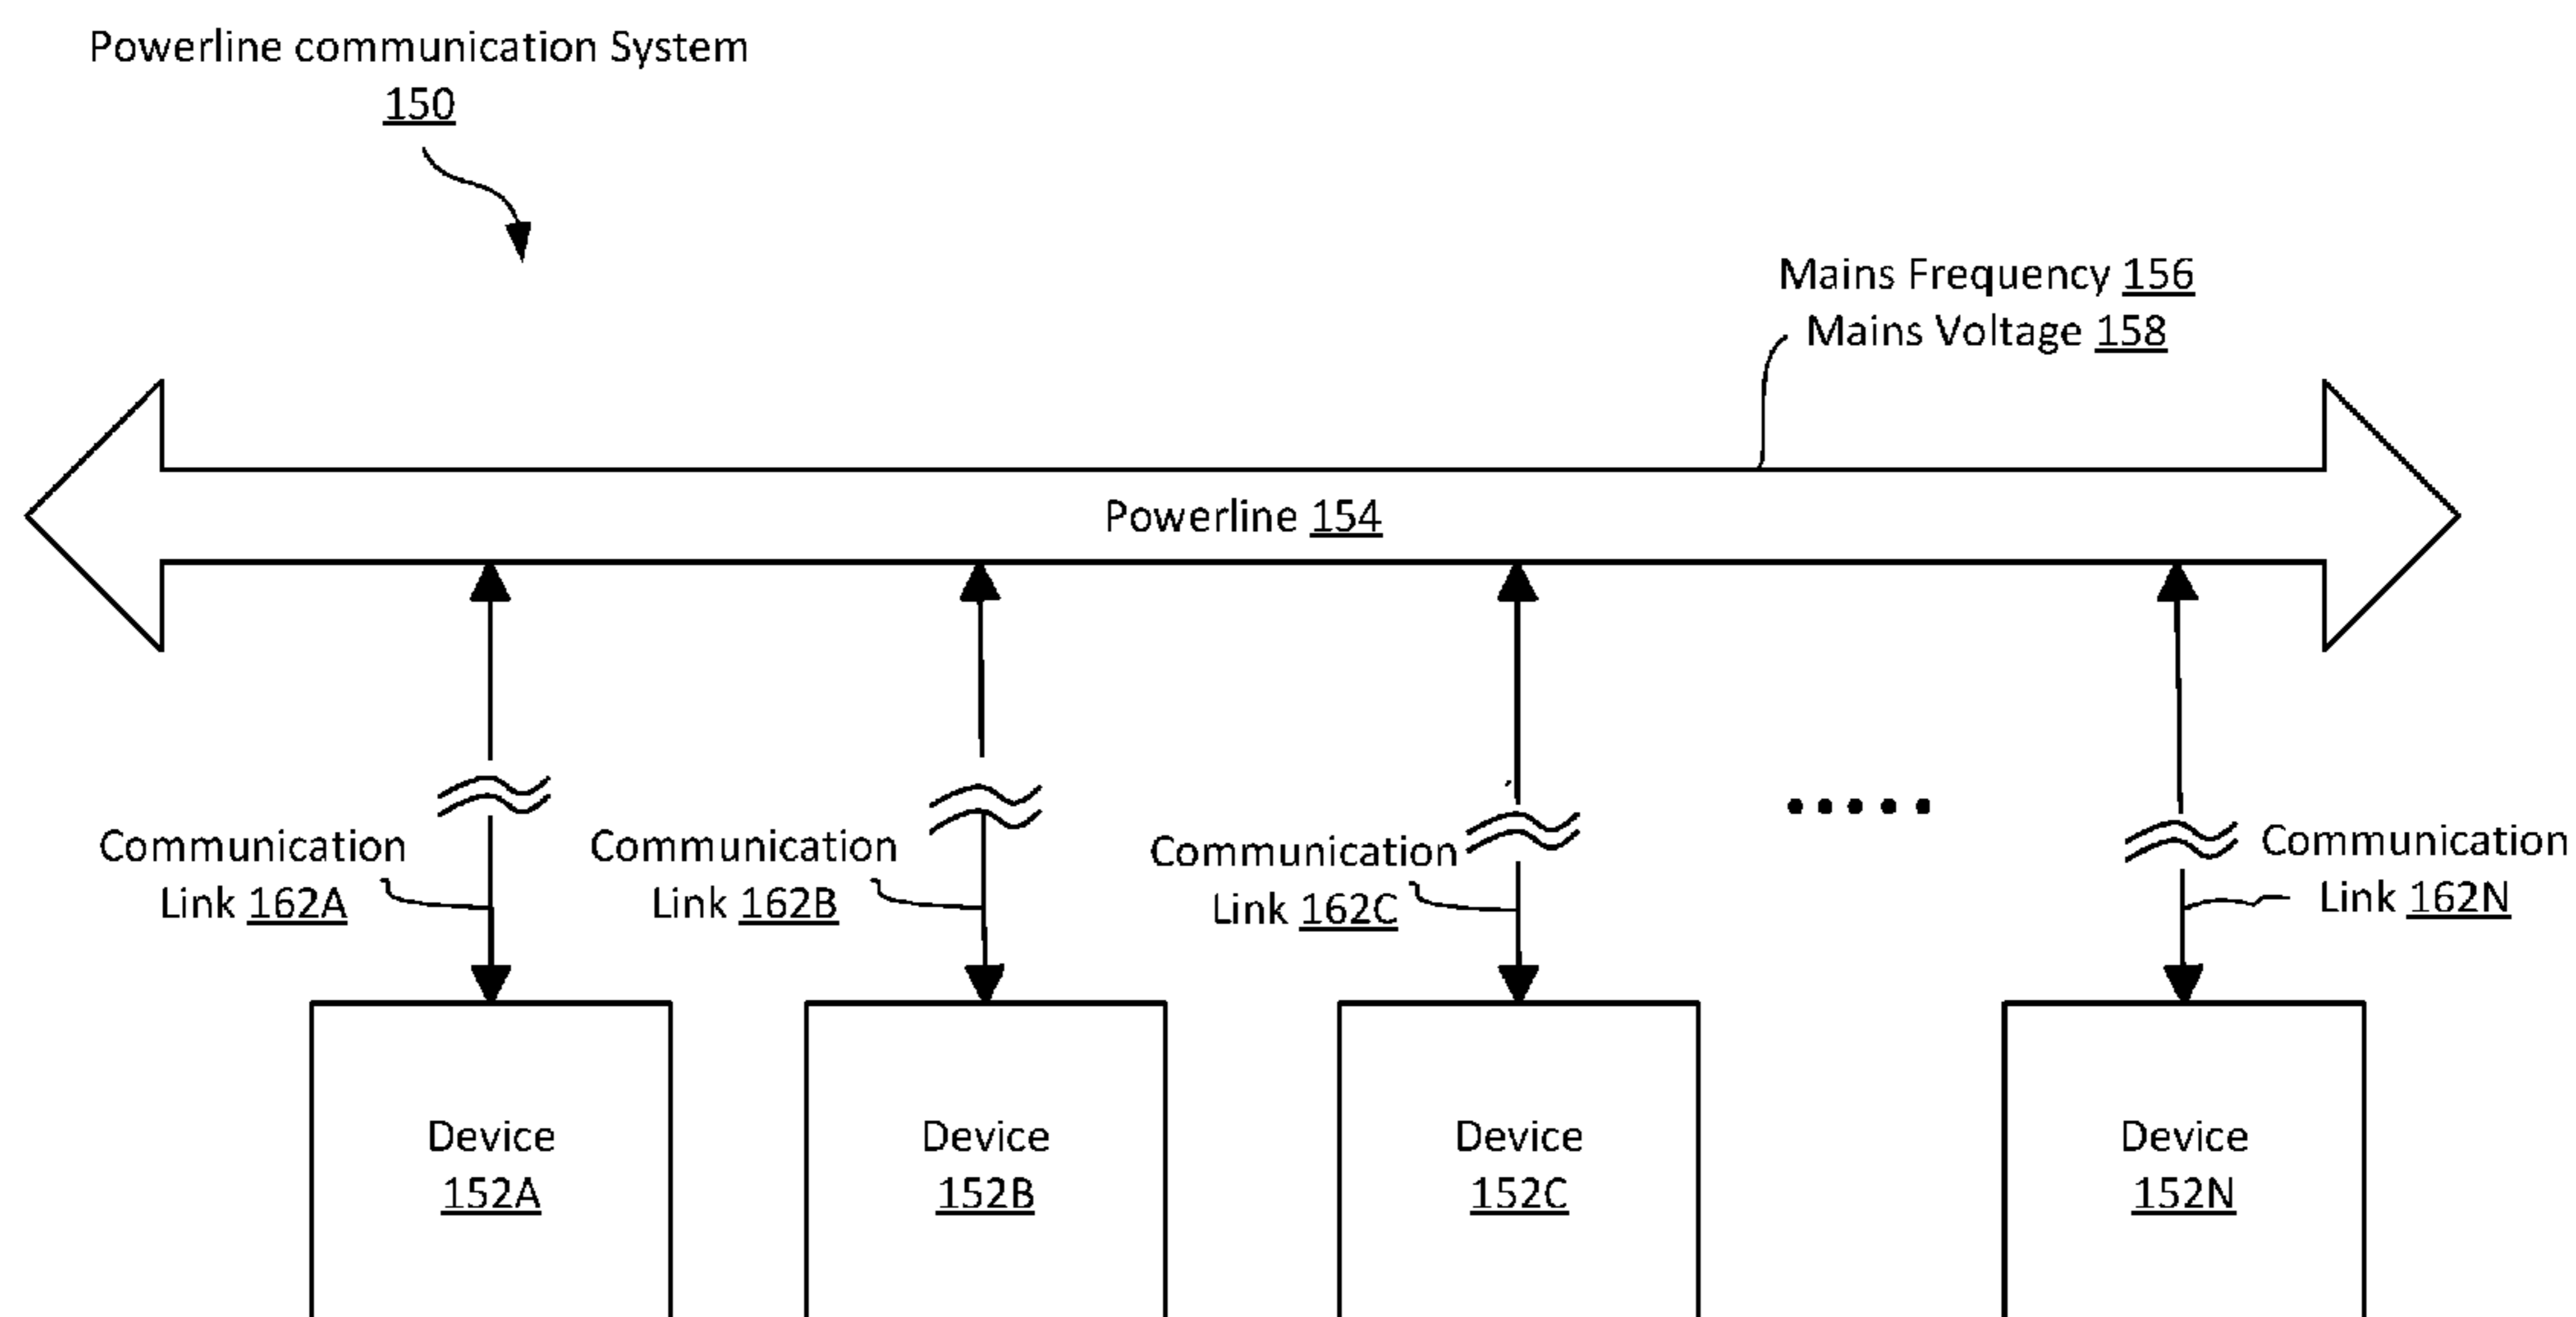 Powerline communication System
150
Mains Frequency 156
Mains Voltage 158
Powerline 154
Communication
Link 162A
Communication
Link 162B
Communication
Link 162C
Communication
Link 162N
Device
152A
Device
152B
Device
152C
Device
152N